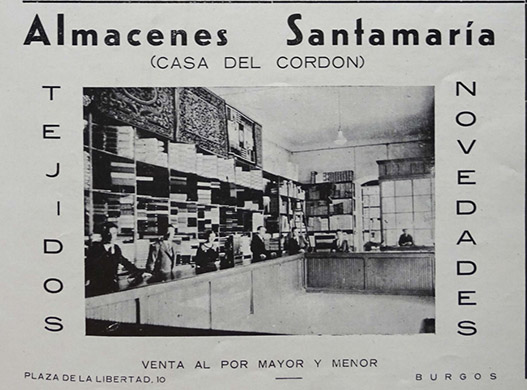 Almacenes Santamaría
(CASA DEL CORDON)
TEJIDOS
NOVEDADES
VENTA AL POR MAYOR Y MENOR
PLAZA DE LA LIBERTAD, 10 — BURGOS